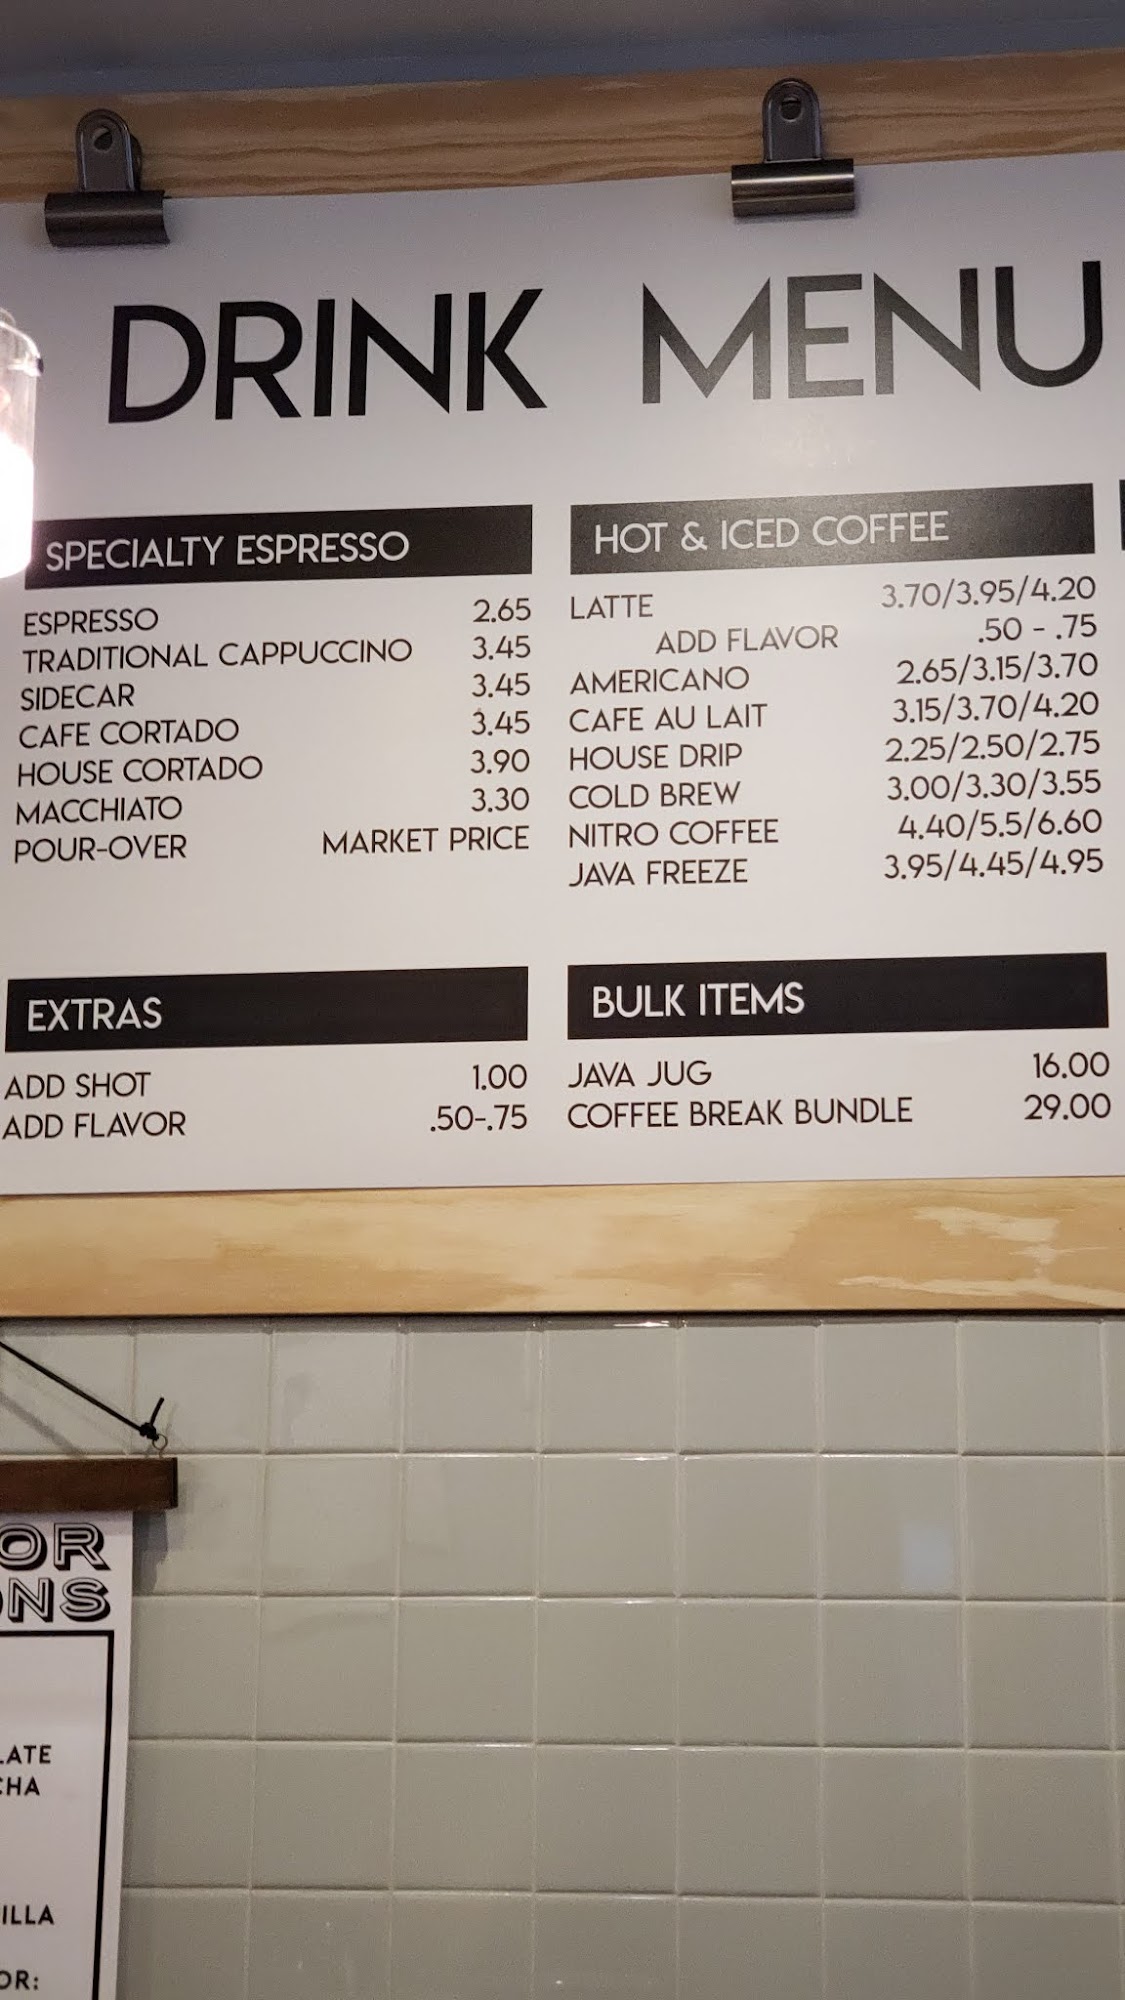 DRINK MENU
SPECIALTY ESPRESSO
ESPRESSO 2.65
TRADITIONAL CAPPUCCINO 3.45
SIDECAR 3.45
CAFE CORTADO 3.45
HOUSE CORTADO 3.90
MACCHIATO 3.30
POUR-OVER MARKET PRICE
HOT & ICED COFFEE
LATTE 3.70/3.95/4.20
ADD FLAVOR .50 - .75
AMERICANO 2.65/3.15/3.70
CAFE AU LAIT 3.15/3.70/4.20
HOUSE DRIP 2.25/2.50/2.75
COLD BREW 3.00/3.30/3.55
NITRO COFFEE 4.40/5.5/6.60
JAVA FREEZE 3.95/4.45/4.95
EXTRAS
ADD SHOT 1.00
ADD FLAVOR .50-.75
BULK ITEMS
JAVA JUG 16.00
COFFEE BREAK BUNDLE 29.00
OR
ONS
LATE
CHA
ILLA
OR: